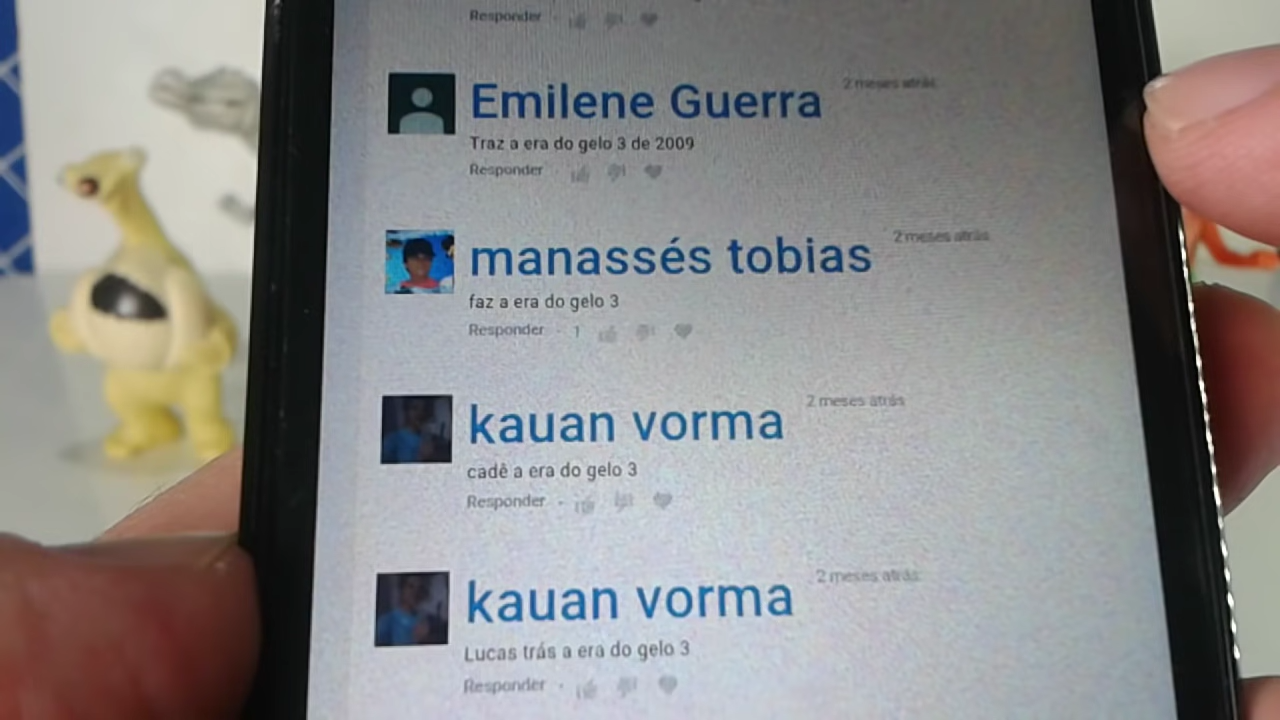 Responder
Emilene Guerra 2 meses atrás
Traz a era do gelo 3 de 2009
Responder
manassés tobias 2 meses atrás
faz a era do gelo 3
Responder · 1
kauan vorma 2 meses atrás
cadê a era do gelo 3
Responder ·
kauan vorma 2 meses atrás
Lucas trás a era do gelo 3
Responder ·